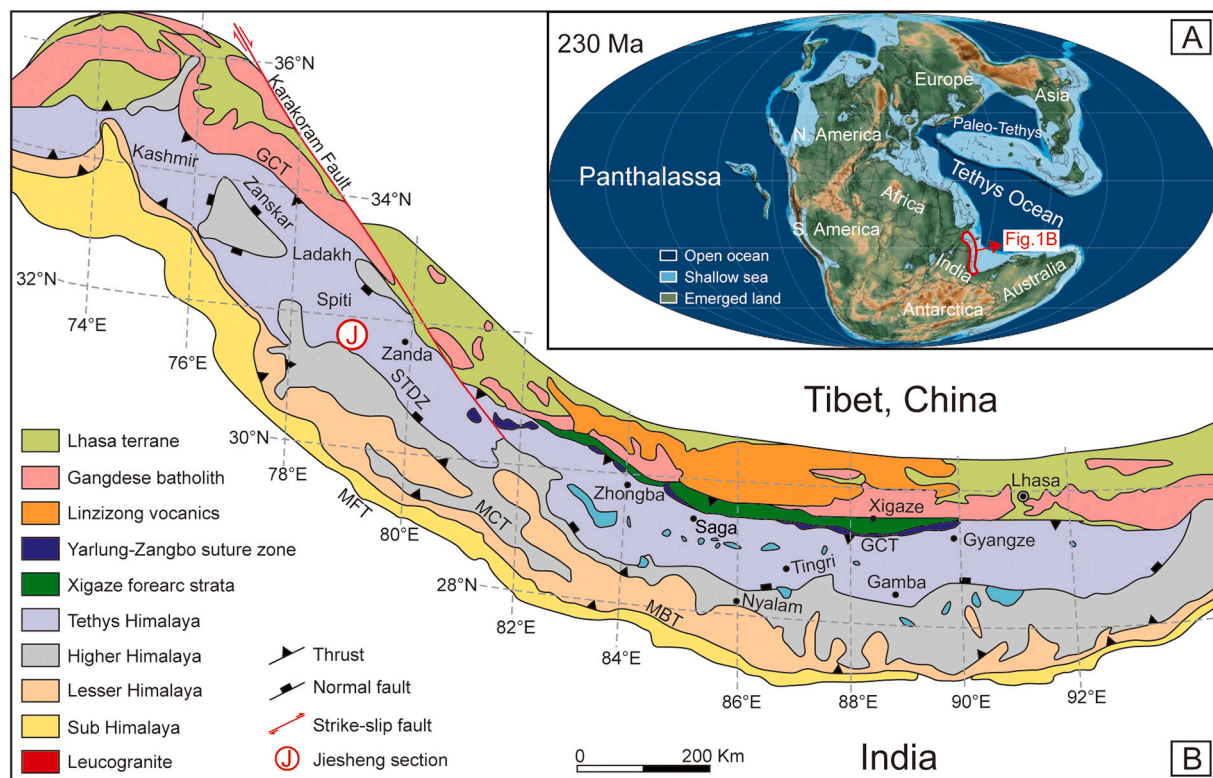 A
230 Ma
Europe
Asia
N. America
Paleo-Tethys
Panthalassa
Tethys Ocean
Africa
S. America
Fig.1B
India
Australia
Antarctica
Open ocean
Shallow sea
Emerged land
36°N
Karakoram Fault
Kashmir
GCT
34°N
Zanskar
Ladakh
32°N
74°E
Spiti
J
76°E
Zanda
STDZ
Tibet, China
30°N
78°E
Zhongba
Lhasa
MFT
MCT
Saga
Xigaze
80°E
GCT
Gyangze
Tingri
Gamba
28°N
Nyalam
MBT
82°E
84°E
86°E
88°E
90°E
92°E
Lhasa terrane
Gangdese batholith
Linzizong vocanics
Yarlung-Zangbo suture zone
Xigaze forearc strata
Tethys Himalaya
Higher Himalaya
Lesser Himalaya
Sub Himalaya
Leucogranite
Thrust
Normal fault
Strike-slip fault
J
Jiesheng section
0 200 Km
India
B